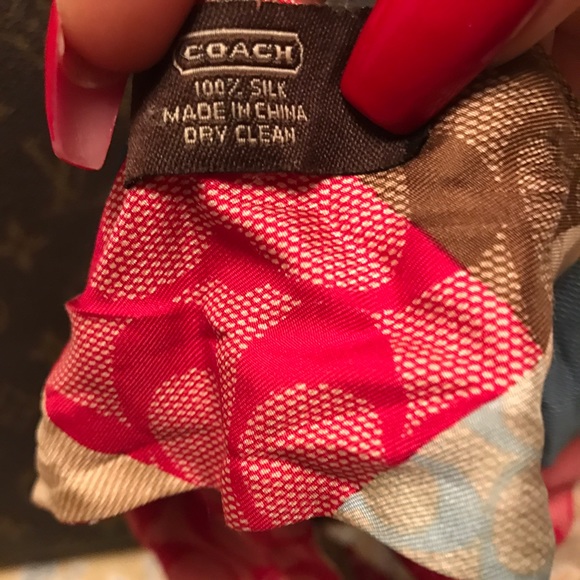 COACH
100% SILK
MADE IN CHINA
DRY CLEAN